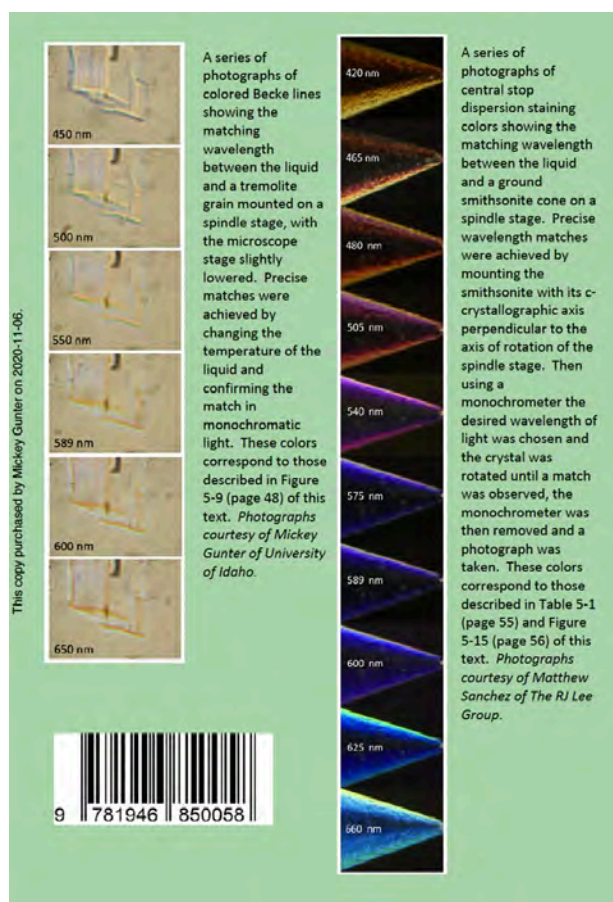 This copy purchased by Mickey Gunter on 2020-11-06.
450 nm
500 nm
550 nm
589 nm
600 nm
650 nm
A series of
photographs of
colored Becke lines
showing the
matching
wavelength
between the liquid
and a tremolite
grain mounted on a
spindle stage, with
the microscope
stage slightly
lowered. Precise
matches were
achieved by
changing the
temperature of the
liquid and
confirming the
match in
monochromatic
light. These colors
correspond to those
described in Figure
5-9 (page 48) of this
text. Photographs
courtesy of Mickey
Gunter of University
of Idaho.
420 nm
465 nm
480 nm
505 nm
540 nm
575 nm
589 nm
600 nm
625 nm
660 nm
A series of
photographs of
central stop
dispersion staining
colors showing the
matching wavelength
between the liquid
and a ground
smithsonite cone on a
spindle stage. Precise
wavelength matches
were achieved by
mounting the
smithsonite with its c-
crystallographic axis
perpendicular to the
axis of rotation of the
spindle stage. Then
using a
monochrometer the
desired wavelength of
light was chosen and
the crystal was
rotated until a match
was observed, the
monochrometer was
then removed and a
photograph was
taken. These colors
correspond to those
described in Table 5-1
(page 55) and Figure
5-15 (page 56) of this
text. Photographs
courtesy of Matthew
Sanchez of The RJ Lee
Group.
9 781946 850058